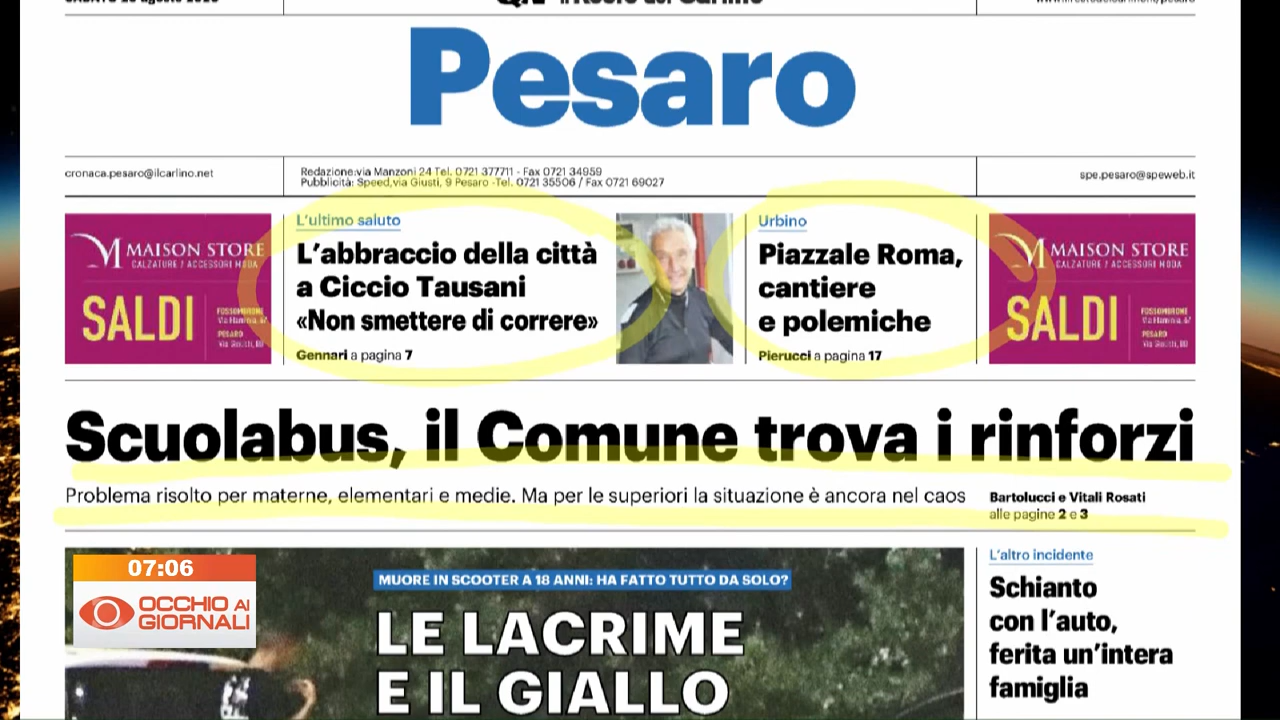 Pesaro
cronaca.pesaro@ilcarlino.net
Redazione:via Manzoni 24 Tel. 0721 377711 - Fax 0721 34959
Pubblicità: Speed,via Giusti, 9 Pesaro -Tel. 0721 35506 / Fax 0721 69027
spe.pesaro@speweb.it
MAISON STORE
CALZATURE / ACCESSORI MODA
SALDI
FOSSOMBRONE
PESARO
L'ultimo saluto
L'abbraccio della città
a Ciccio Tausani
«Non smettere di correre»
Gennari a pagina 7
Urbino
Piazzale Roma,
cantiere
e polemiche
Pierucci a pagina 17
MAISON STORE
CALZATURE / ACCESSORI MODA
SALDI
FOSSOMBRONE
PESARO
Scuolabus, il Comune trova i rinforzi
Problema risolto per materne, elementari e medie. Ma per le superiori la situazione è ancora nel caos
Bartolucci e Vitali Rosati
alle pagine 2 e 3
07:06
OCCHIO AI
GIORNALI
MUORE IN SCOOTER A 18 ANNI: HA FATTO TUTTO DA SOLO?
LE LACRIME
E IL GIALLO
L'altro incidente
Schianto
con l'auto,
ferita un'intera
famiglia